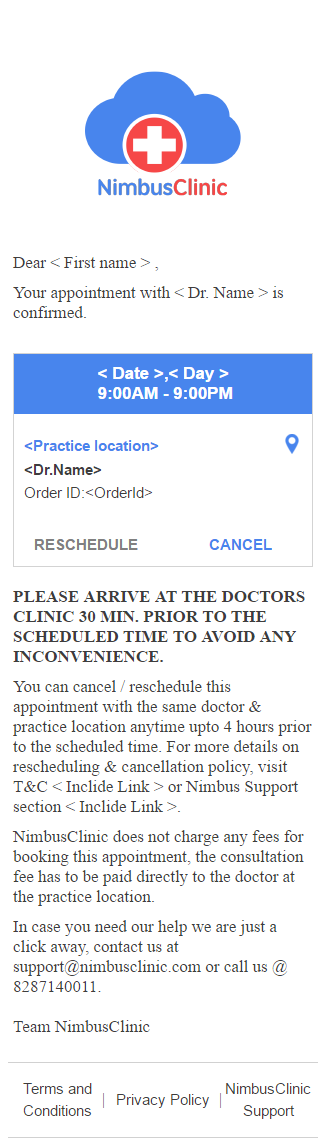 NimbusClinic
Dear < First name > ,
Your appointment with < Dr. Name > is
confirmed.
< Date >,< Day >
9:00AM - 9:00PM
<Practice location>
<Dr.Name>
Order ID:<OrderId>
RESCHEDULE CANCEL
PLEASE ARRIVE AT THE DOCTORS
CLINIC 30 MIN. PRIOR TO THE
SCHEDULED TIME TO AVOID ANY
INCONVENIENCE.
You can cancel / reschedule this
appointment with the same doctor &
practice location anytime upto 4 hours prior
to the scheduled time. For more details on
rescheduling & cancellation policy, visit
T&C < Inclide Link > or Nimbus Support
section < Inclide Link >.
NimbusClinic does not charge any fees for
booking this appointment, the consultation
fee has to be paid directly to the doctor at
the practice location.
In case you need our help we are just a
click away, contact us at
support@nimbusclinic.com or call us @
8287140011.
Team NimbusClinic
Terms and
Conditions
| Privacy Policy |
NimbusClinic
Support